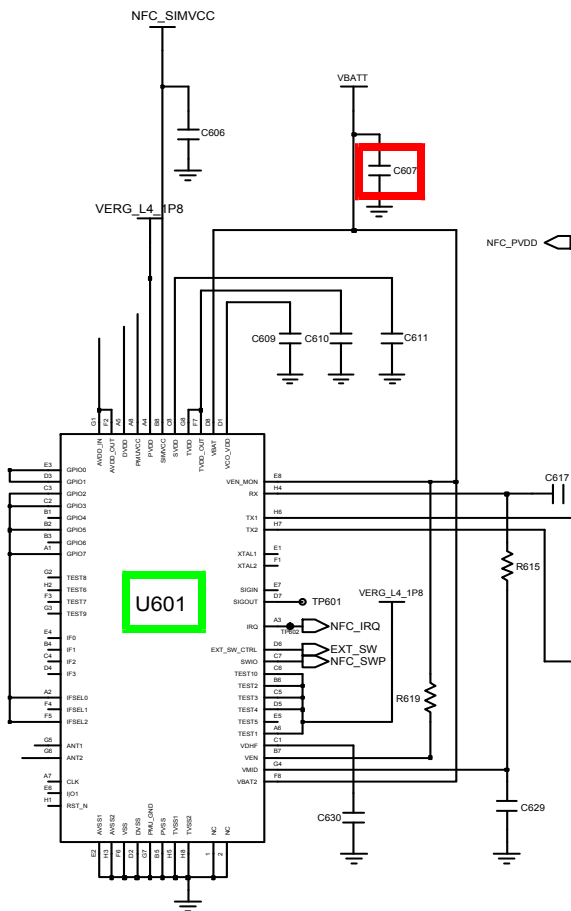 NFC_SIMVCC
VBATT
C606
C607
VERG_L4_1P8
NFC_PVDD
C609
C610
C611
G1
F2
A5
A8
A4
B8
C8
G8
F7
D8
D1
AVDD_IN
AVDD_OUT
DVDD
PMUVCC
PVDD
SIMVCC
SVDD
TVDD
TVDD_OUT
VBAT
VCO_VDD
E3 GPIO0
D3 GPIO1
C3 GPIO2
C2 GPIO3
B1 GPIO4
B2 GPIO5
B3 GPIO6
A1 GPIO7
G2 TEST8
H2 TEST6
F3 TEST7
G3 TEST9
E4 IF0
B4 IF1
C4 IF2
D4 IF3
A2 IFSEL0
F4 IFSEL1
F5 IFSEL2
G5 ANT1
G6 ANT2
A7 CLK
E6 I)O1
H1 RST_N
U601
VEN_MON E8
RX H4
C617
TX1 H6
TX2 H7
XTAL1 E1
XTAL2 F1
R615
SIGIN E7
SIGOUT D7 TP601
VERG_L4_1P8
IRQ A3 TP602 NFC_IRQ
EXT_SW_CTRL D6 EXT_SW
SWIO C7 NFC_SWP
TEST10 C6
TEST2 B6
TEST3 C5
TEST4 D5
TEST5 E5
TEST1 A6
R619
VDHF C1
VEN B7
VMID G4
VBAT2 F8
C630
C629
AVSS1
AVSS2
VSS
DVSS
PMU_GND
PVSS
TVSS1
TVSS2
NC
NC
E2
H3
F6
D2
G7
B5
H5
H8
1
2